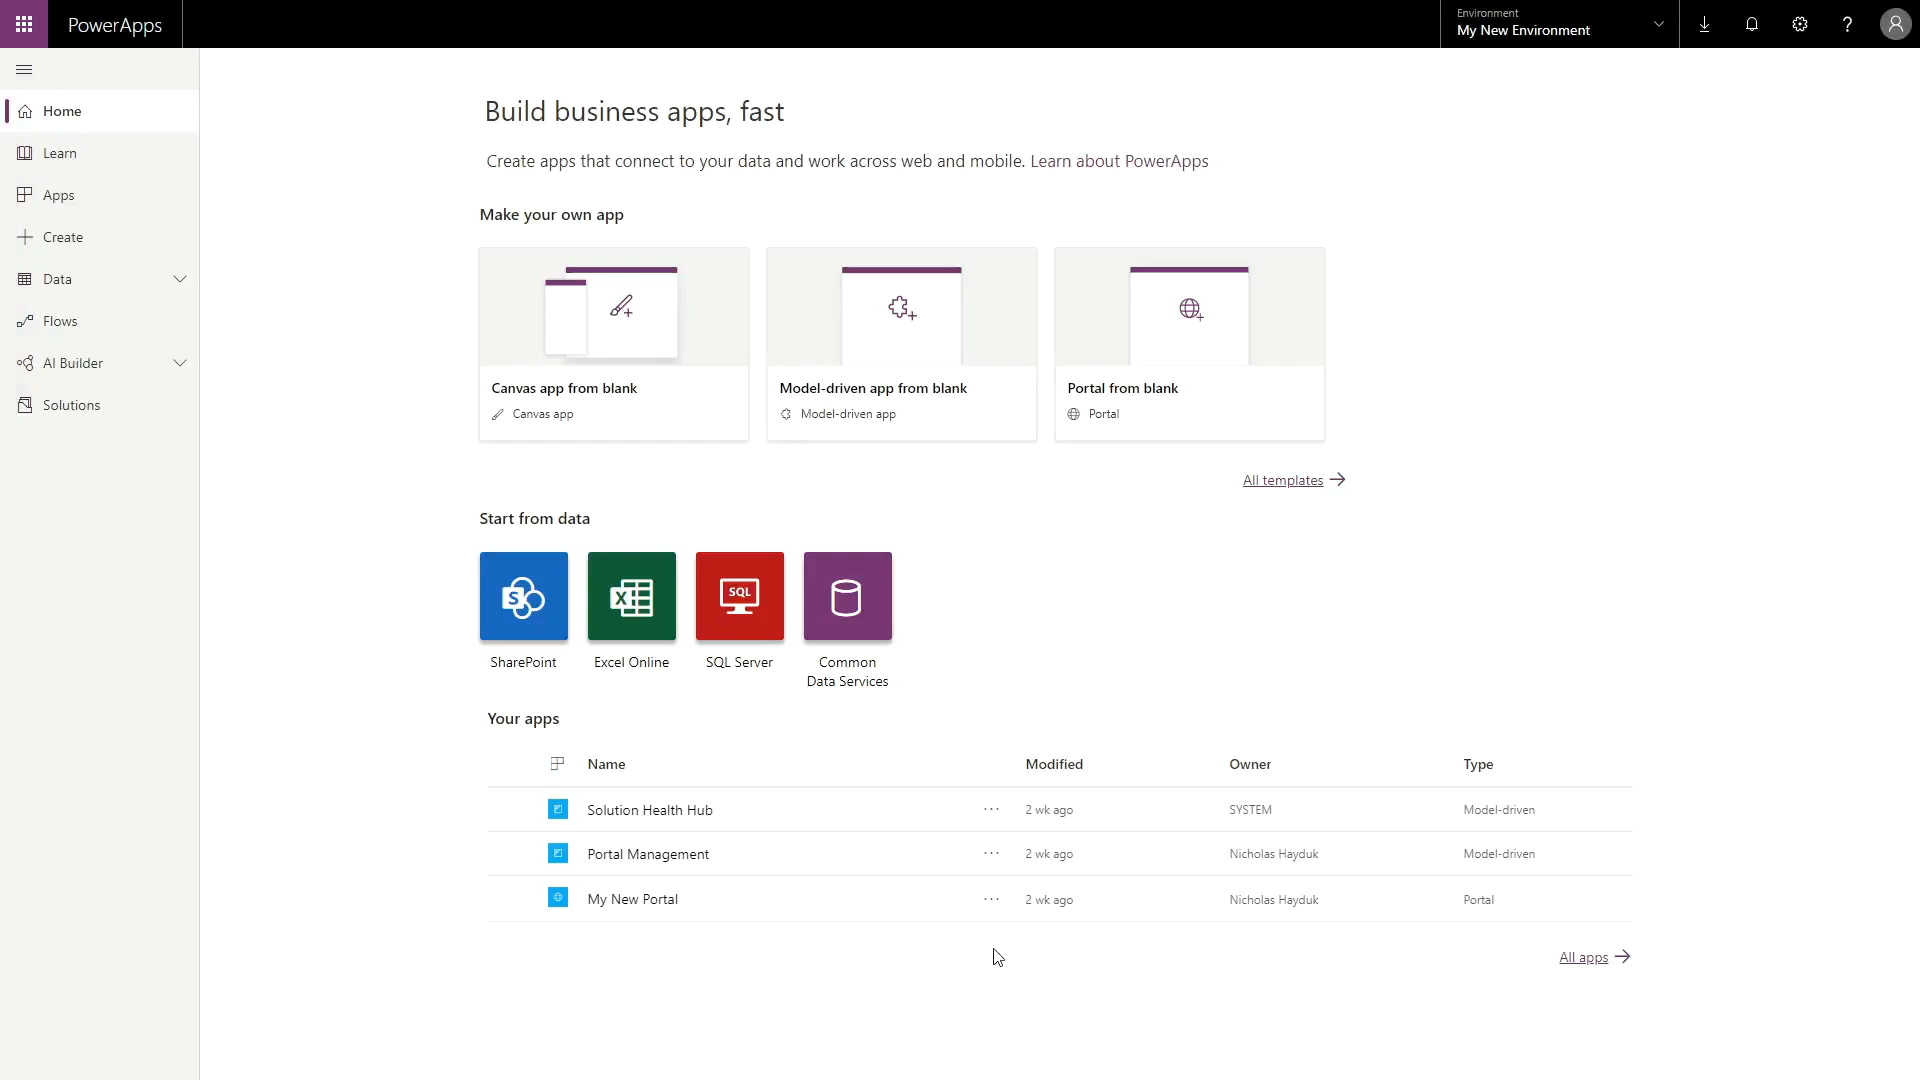 PowerApps
Environment
My New Environment
?
Home
Learn
Apps
Create
Data
Flows
AI Builder
Solutions
Build business apps, fast
Create apps that connect to your data and work across web and mobile. Learn about PowerApps
Make your own app
Canvas app from blank
Canvas app
Model-driven app from blank
Model-driven app
Portal from blank
Portal
All templates
Start from data
S
X
SQL
SharePoint
Excel Online
SQL Server
Common
Data Services
Your apps
Name Modified Owner Type
Solution Health Hub ... 2 wk ago SYSTEM Model-driven
Portal Management ... 2 wk ago Nicholas Hayduk Model-driven
My New Portal ... 2 wk ago Nicholas Hayduk Portal
All apps